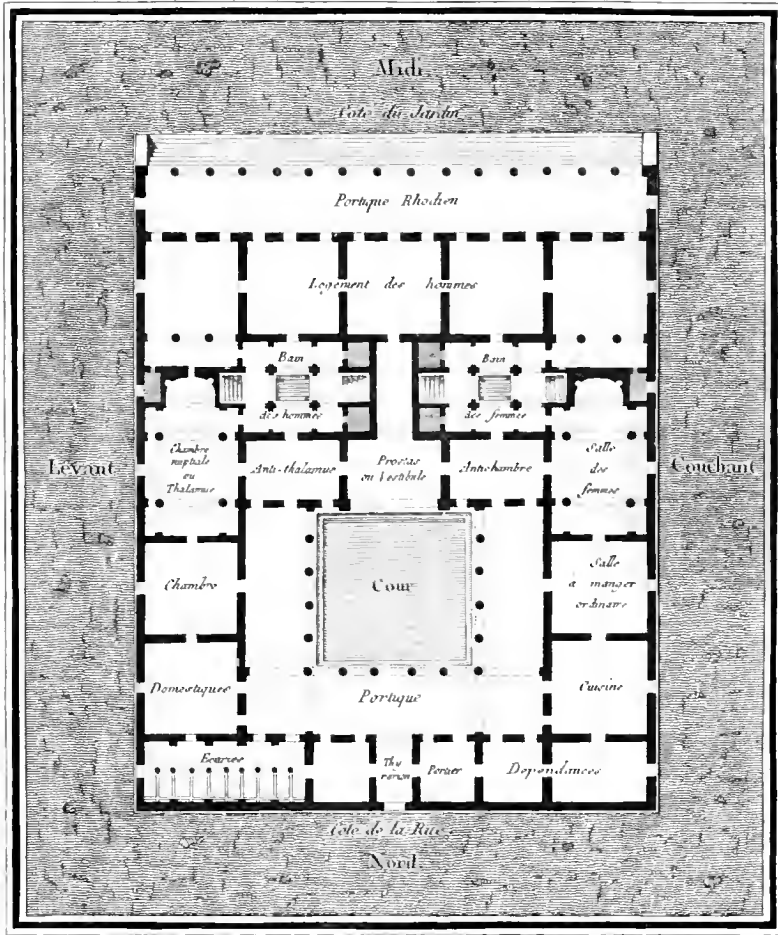 Midi.
Coté du Jardin
Portique Rhodien
Logement des hommes
Bain
des hommes
Bain
des femmes
Levant
Chambre
nuptiale
ou
Thalamus
Anti-thalamus
Prostas
ou Vestibule
Antichambre
Salle
des
femmes
Couchant
Chambre
Cour
Salle
à manger
ordinaire
Domestiques
Portique
Cuisine
Ecuries
Thy
roreion
Portier
Dépendances
Coté de la Rue.
Nord.